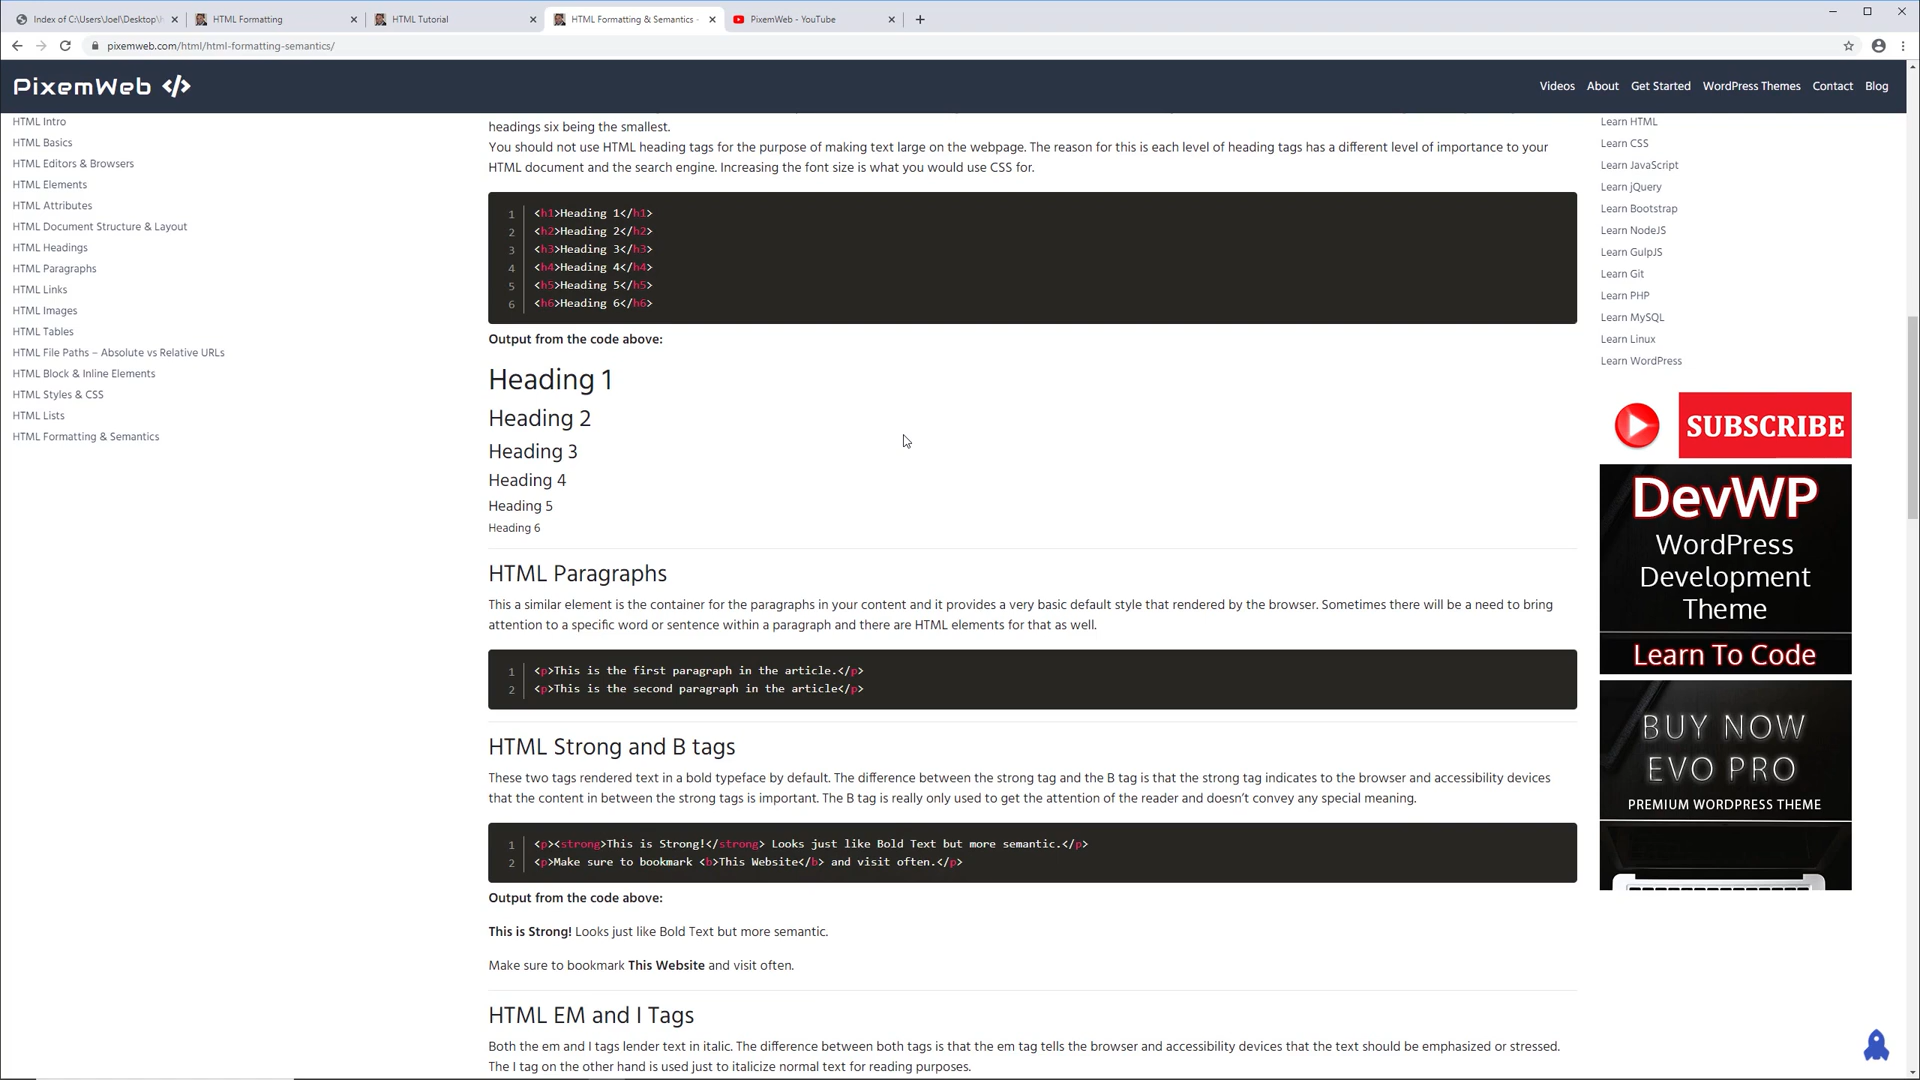 Index of C:\Users\Joel\Desktop\
HTML Formatting
HTML Tutorial
HTML Formatting & Semantics -
PixemWeb - YouTube
pixemweb.com/html/html-formatting-semantics/
PixemWeb </>
Videos
About
Get Started
WordPress Themes
Contact
Blog
HTML Intro
HTML Basics
HTML Editors & Browsers
HTML Elements
HTML Attributes
HTML Document Structure & Layout
HTML Headings
HTML Paragraphs
HTML Links
HTML Images
HTML Tables
HTML File Paths – Absolute vs Relative URLs
HTML Block & Inline Elements
HTML Styles & CSS
HTML Lists
HTML Formatting & Semantics
headings six being the smallest.
You should not use HTML heading tags for the purpose of making text large on the webpage. The reason for this is each level of heading tags has a different level of importance to your
HTML document and the search engine. Increasing the font size is what you would use CSS for.
1 <h1>Heading 1</h1>
2 <h2>Heading 2</h2>
3 <h3>Heading 3</h3>
4 <h4>Heading 4</h4>
5 <h5>Heading 5</h5>
6 <h6>Heading 6</h6>
Output from the code above:
Heading 1
Heading 2
Heading 3
Heading 4
Heading 5
Heading 6
HTML Paragraphs
This a similar element is the container for the paragraphs in your content and it provides a very basic default style that rendered by the browser. Sometimes there will be a need to bring
attention to a specific word or sentence within a paragraph and there are HTML elements for that as well.
1 <p>This is the first paragraph in the article.</p>
2 <p>This is the second paragraph in the article</p>
HTML Strong and B tags
These two tags rendered text in a bold typeface by default. The difference between the strong tag and the B tag is that the strong tag indicates to the browser and accessibility devices
that the content in between the strong tags is important. The B tag is really only used to get the attention of the reader and doesn’t convey any special meaning.
1 <p><strong>This is Strong!</strong> Looks just like Bold Text but more semantic.</p>
2 <p>Make sure to bookmark <b>This Website</b> and visit often.</p>
Output from the code above:
This is Strong! Looks just like Bold Text but more semantic.
Make sure to bookmark This Website and visit often.
HTML EM and I Tags
Both the em and I tags lender text in italic. The difference between both tags is that the em tag tells the browser and accessibility devices that the text should be emphasized or stressed.
The I tag on the other hand is used just to italicize normal text for reading purposes.
Learn HTML
Learn CSS
Learn JavaScript
Learn jQuery
Learn Bootstrap
Learn NodeJS
Learn GulpJS
Learn Git
Learn PHP
Learn MySQL
Learn Linux
Learn WordPress
SUBSCRIBE
DevWP
WordPress
Development
Theme
Learn To Code
BUY NOW
EVO PRO
PREMIUM WORDPRESS THEME